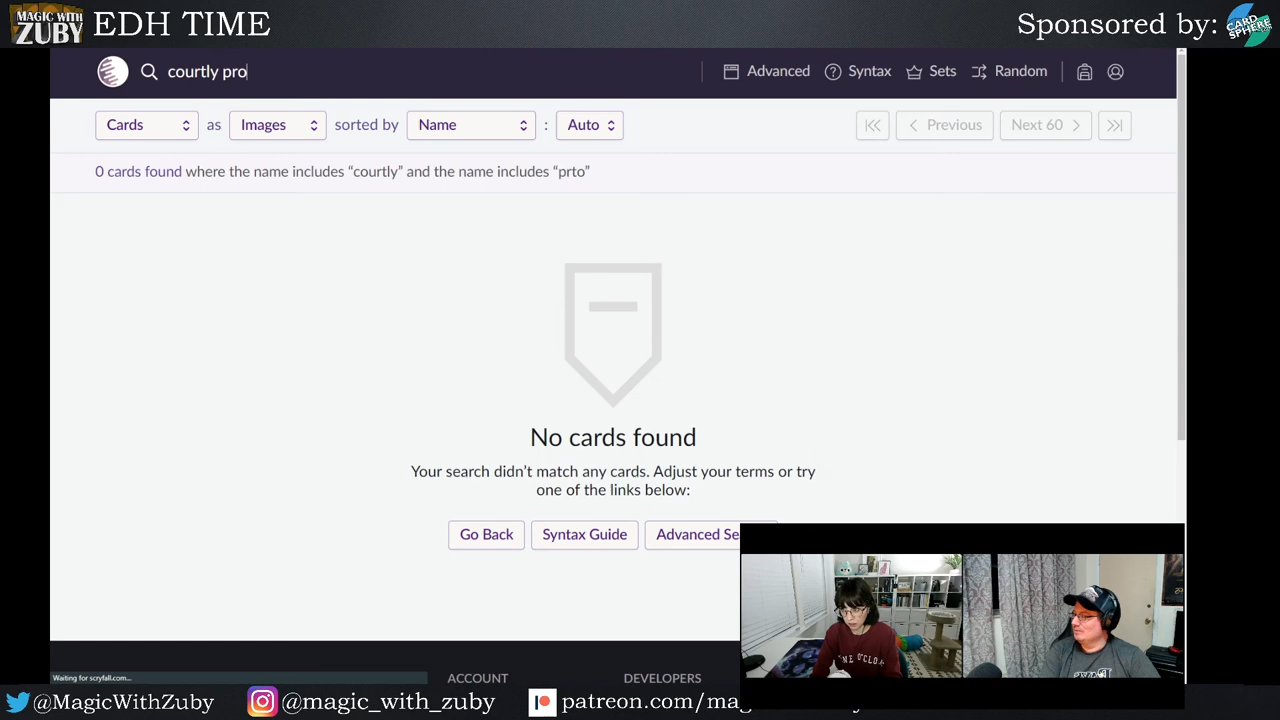 MAGIC WITH
ZUBY
EDH TIME
Sponsored by:
CARD
SPHERE
courtly pro
Advanced
Syntax
Sets
Random
Cards
as
Images
sorted by
Name
:
Auto
Previous
Next 60
0 cards found where the name includes “courtly” and the name includes “prto”
No cards found
Your search didn’t match any cards. Adjust your terms or try
one of the links below:
Go Back
Syntax Guide
Advanced Se
Waiting for scryfall.com...
ACCOUNT
DEVELOPERS
@MagicWithZuby
@magic_with_zuby
patreon.com/mag